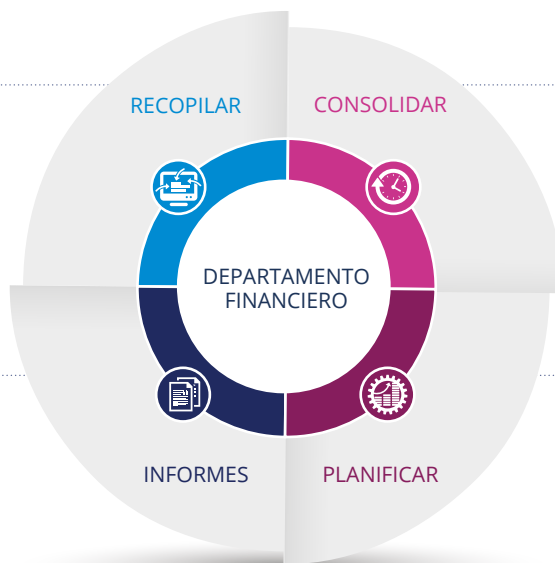 RECOPILAR
CONSOLIDAR
DEPARTAMENTO
FINANCIERO
INFORMES
PLANIFICAR